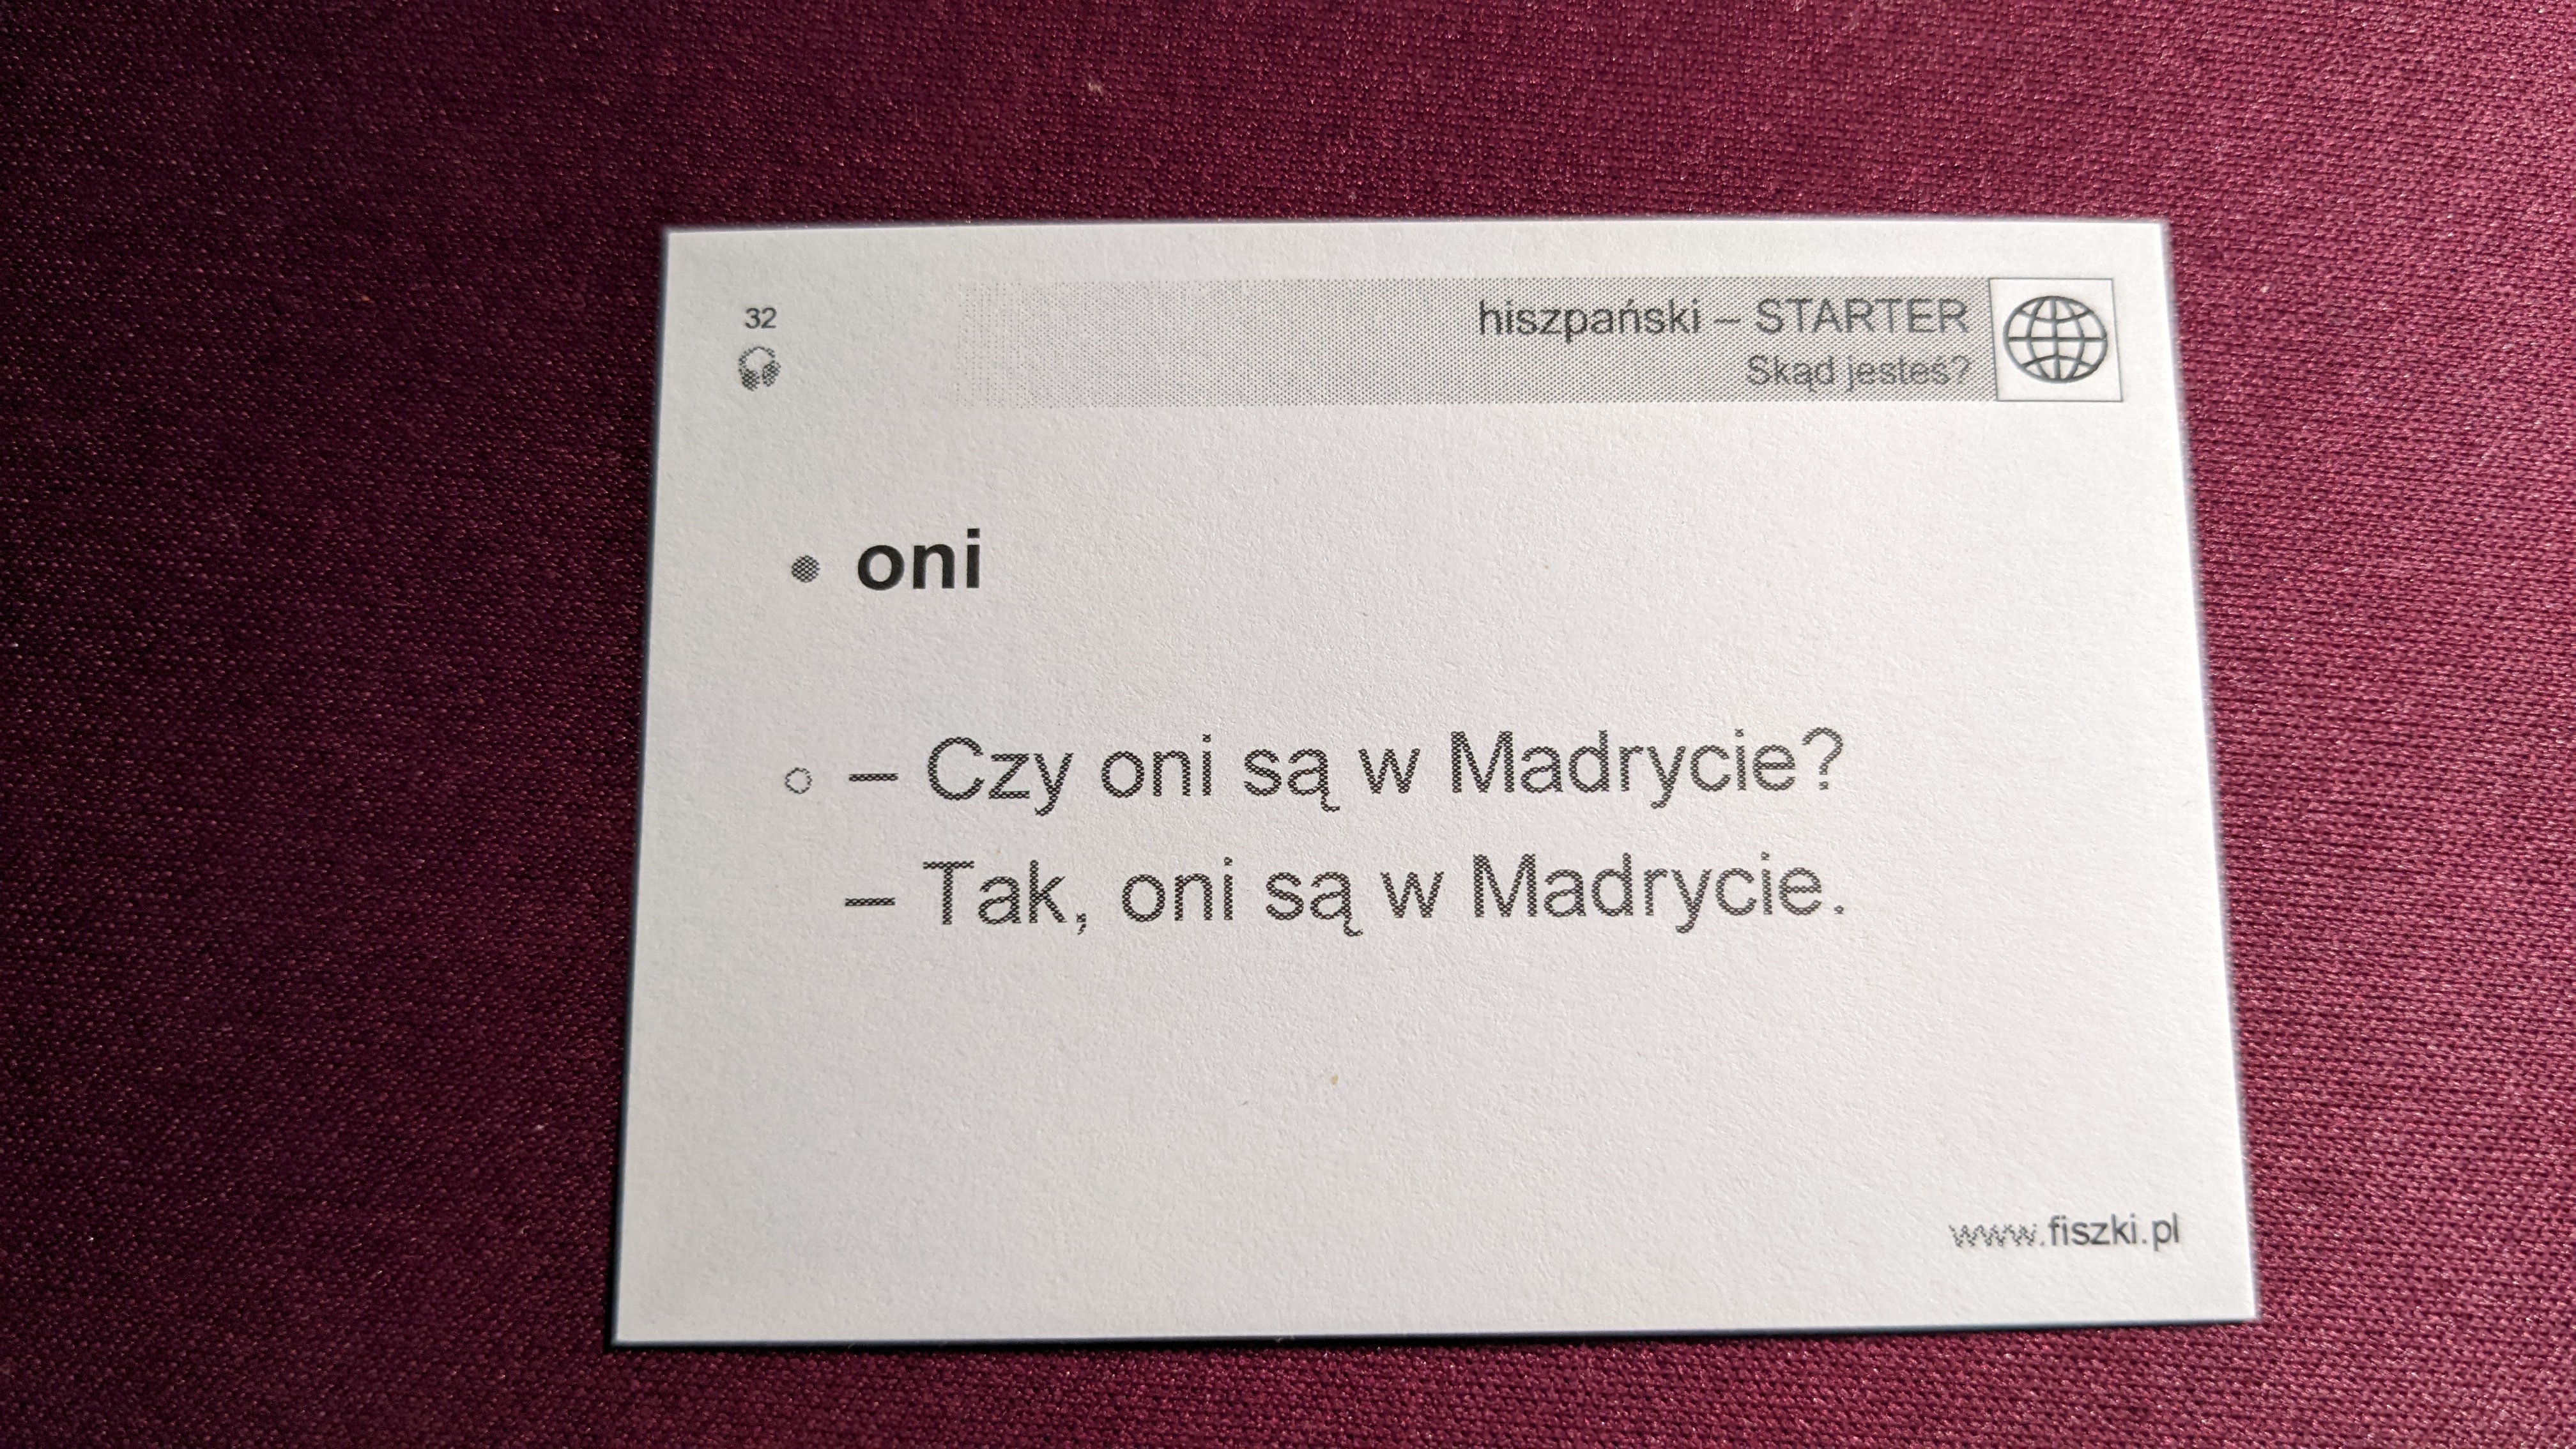 32
hiszpański – STARTER
Skąd jesteś?
• oni
○ – Czy oni są w Madrycie?
– Tak, oni są w Madrycie.
www.fiszki.pl